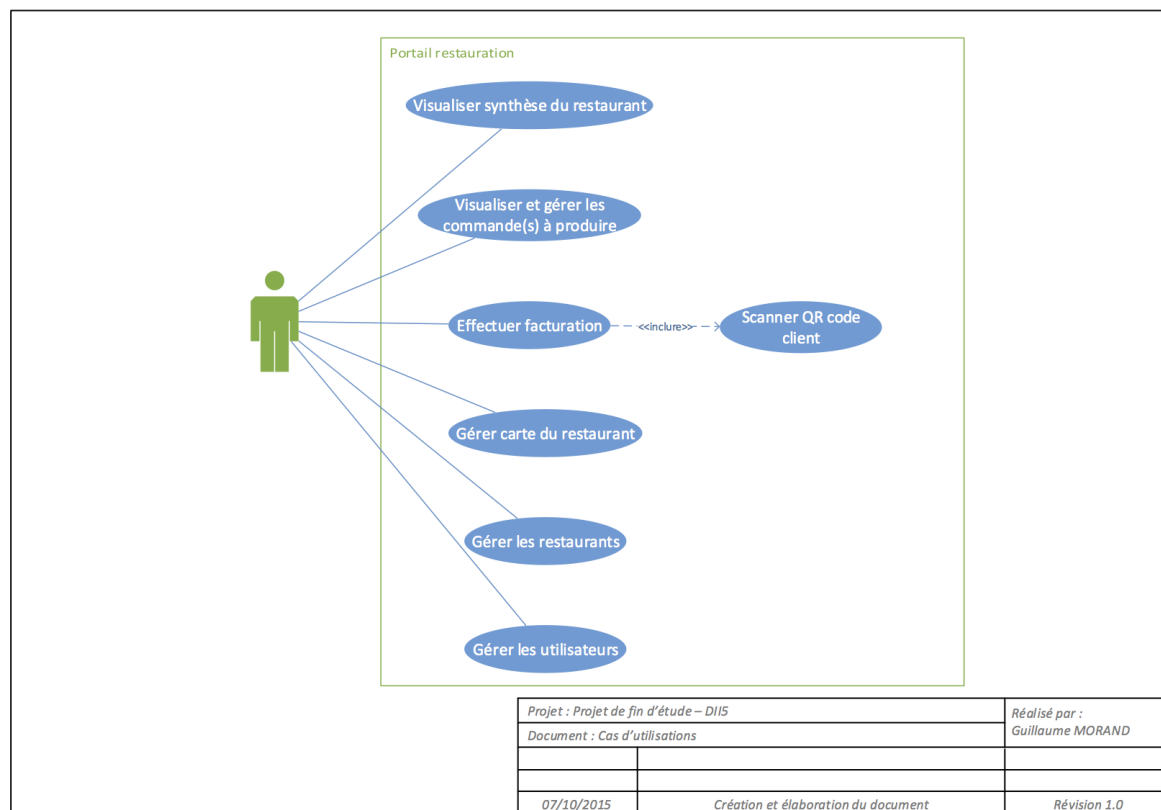 Portail restauration
Visualiser synthèse du restaurant
Visualiser et gérer les
commande(s) à produire
Effectuer facturation
<<inclure>>
Scanner QR code
client
Gérer carte du restaurant
Gérer les restaurants
Gérer les utilisateurs
Projet : Projet de fin d'étude – DII5
Réalisé par :
Guillaume MORAND
Document : Cas d'utilisations
07/10/2015
Création et élaboration du document
Révision 1.0